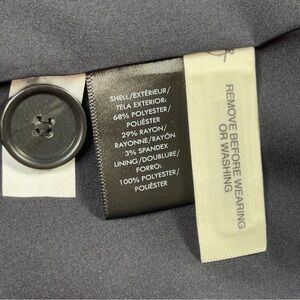 SHELL/EXTÉRIEUR/
TELA EXTERIOR:
68% POLYESTER/
POLIÉSTER
29% RAYON/
RAYONNE/RAYÓN
3% SPANDEX
LINING/DOUBLURE/
FORRO:
100% POLYESTER/
POLIÉSTER
REMOVE BEFORE WEARING
OR WASHING